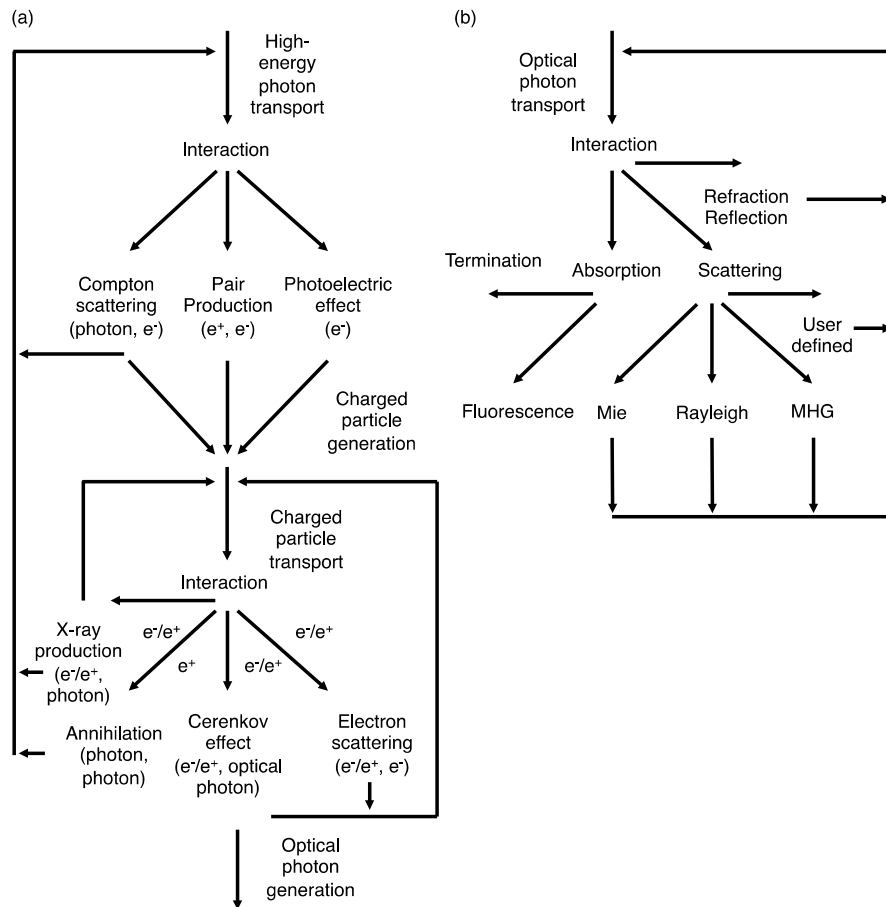 (a)
High-
energy
photon
transport
Interaction
Compton
scattering
(photon, e⁻)
Pair
Production
(e⁺, e⁻)
Photoelectric
effect
(e⁻)
Charged
particle
generation
Charged
particle
transport
Interaction
X-ray
production
(e⁻/e⁺,
photon)
e⁻/e⁺
e⁺
e⁻/e⁺
e⁻/e⁺
Annihilation
(photon,
photon)
Cerenkov
effect
(e⁻/e⁺, optical
photon)
Electron
scattering
(e⁻/e⁺, e⁻)
Optical
photon
generation
(b)
Optical
photon
transport
Interaction
Refraction
Reflection
Termination
Absorption
Scattering
User
defined
Fluorescence
Mie
Rayleigh
MHG